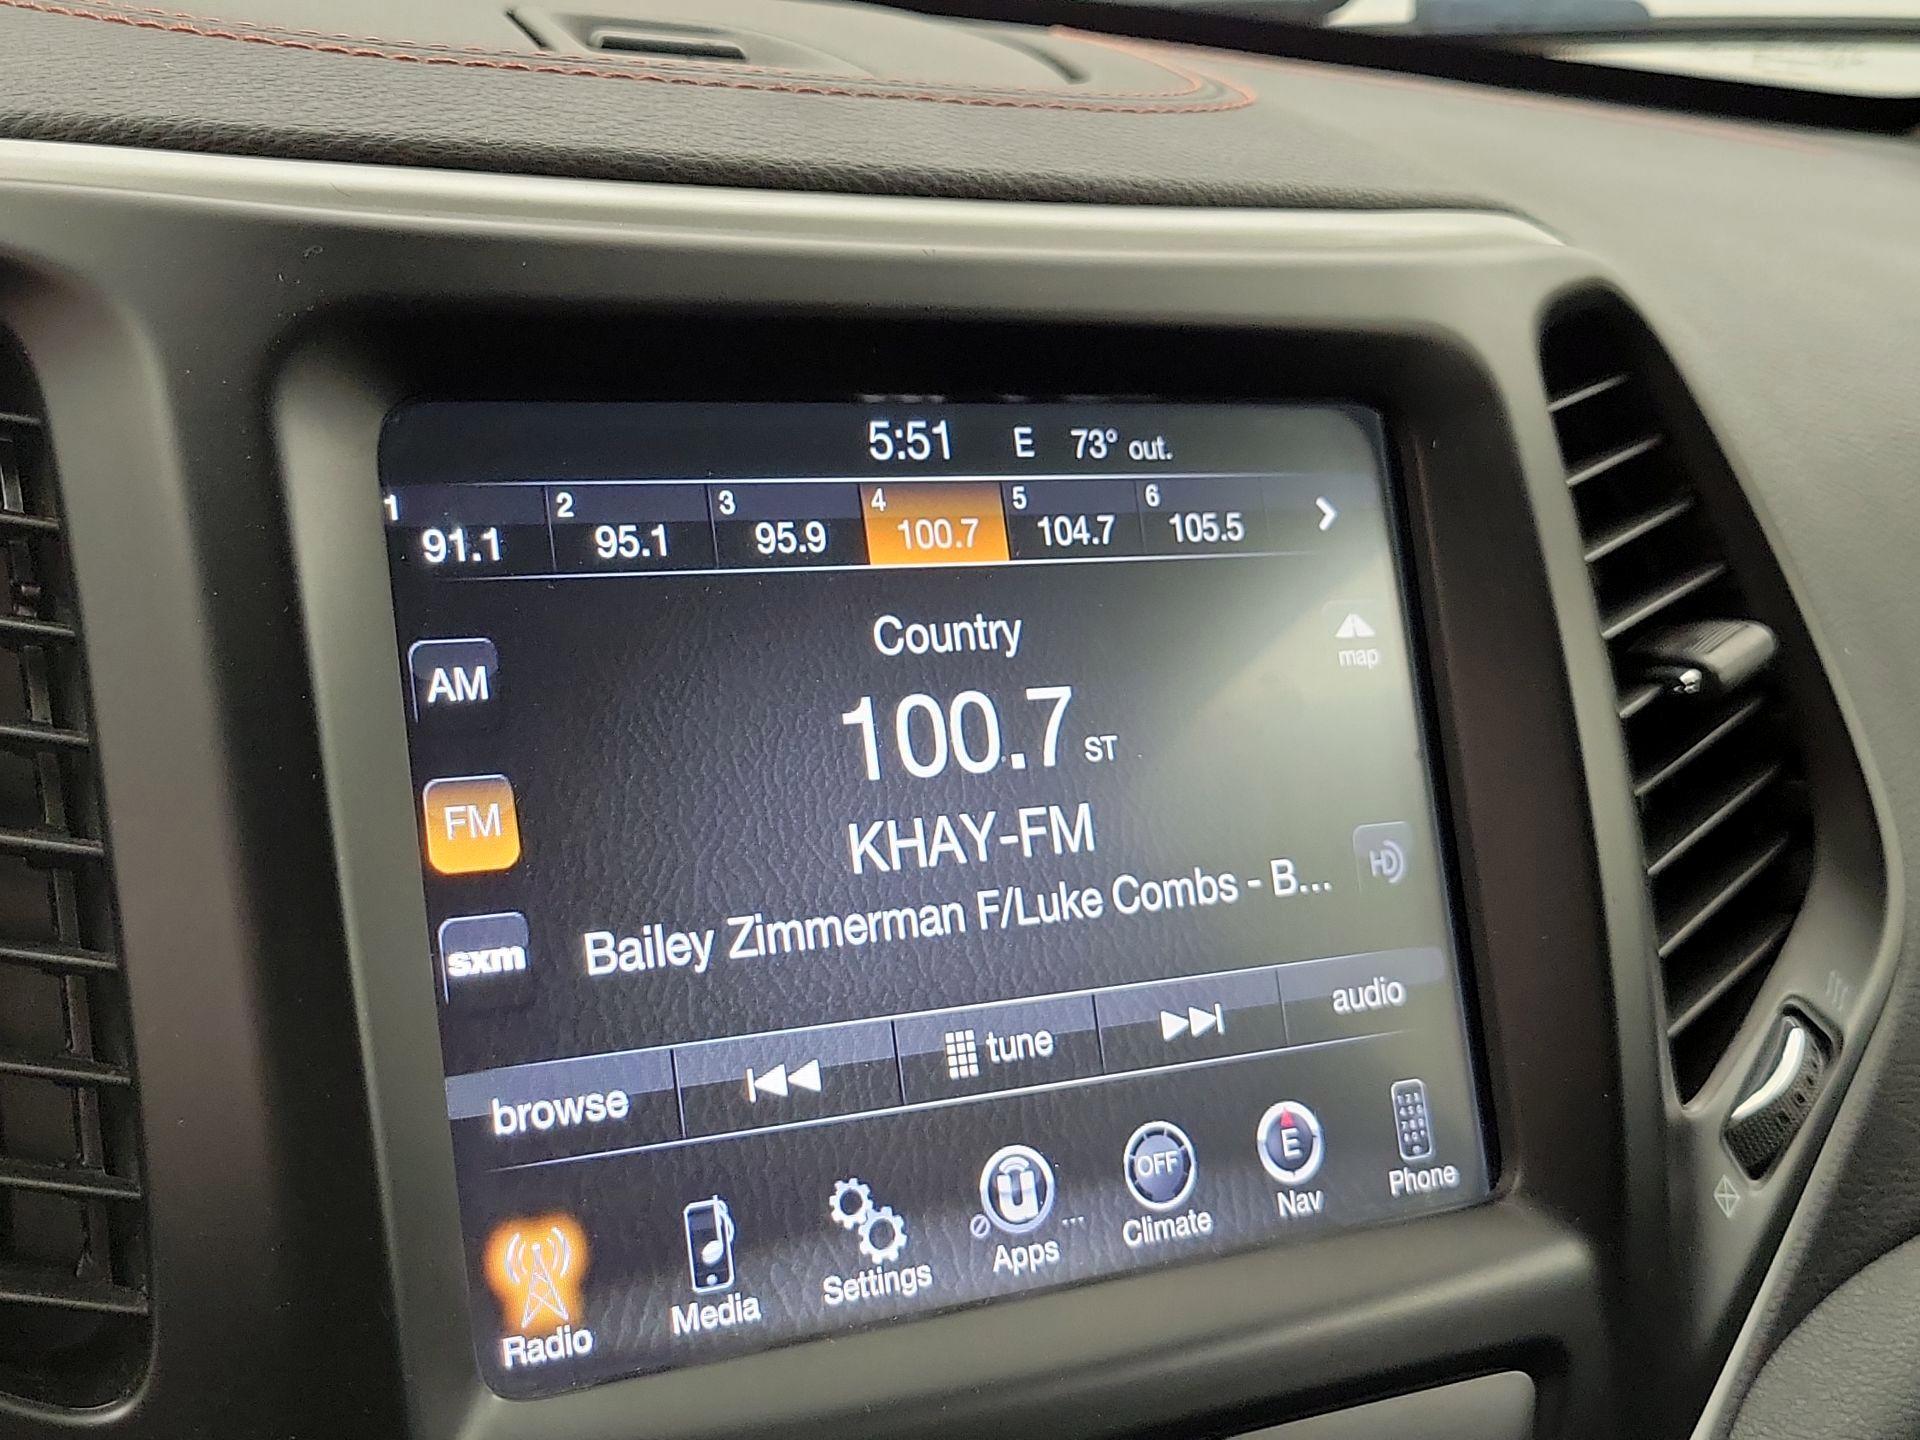 5:51 E 73° out.
1 2 3 4 5 6
91.1 95.1 95.9 100.7 104.7 105.5
Country
map
AM
100.7 ST
FM
KHAY-FM
HD
Bailey Zimmerman F/Luke Combs - B...
sxm
browse tune audio
OFF
E
Radio Media Settings Apps ... Climate Nav Phone